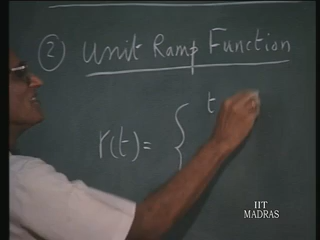 ② Unit Ramp Function
r(t) = { t
IIT
MADRAS